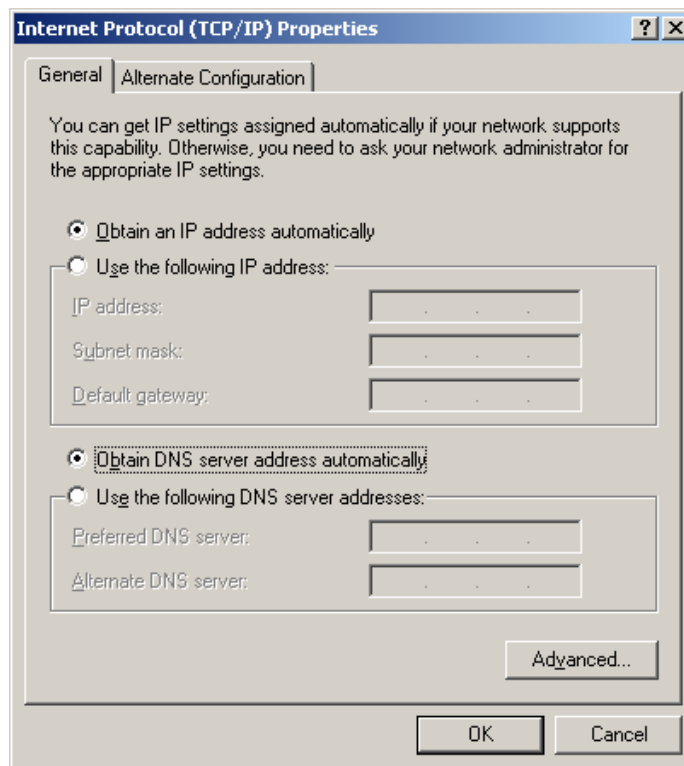 Internet Protocol (TCP/IP) Properties
General
Alternate Configuration
You can get IP settings assigned automatically if your network supports
this capability. Otherwise, you need to ask your network administrator for
the appropriate IP settings.
Obtain an IP address automatically
Use the following IP address:
IP address:
Subnet mask:
Default gateway:
Obtain DNS server address automatically
Use the following DNS server addresses:
Preferred DNS server:
Alternate DNS server:
Advanced...
OK
Cancel